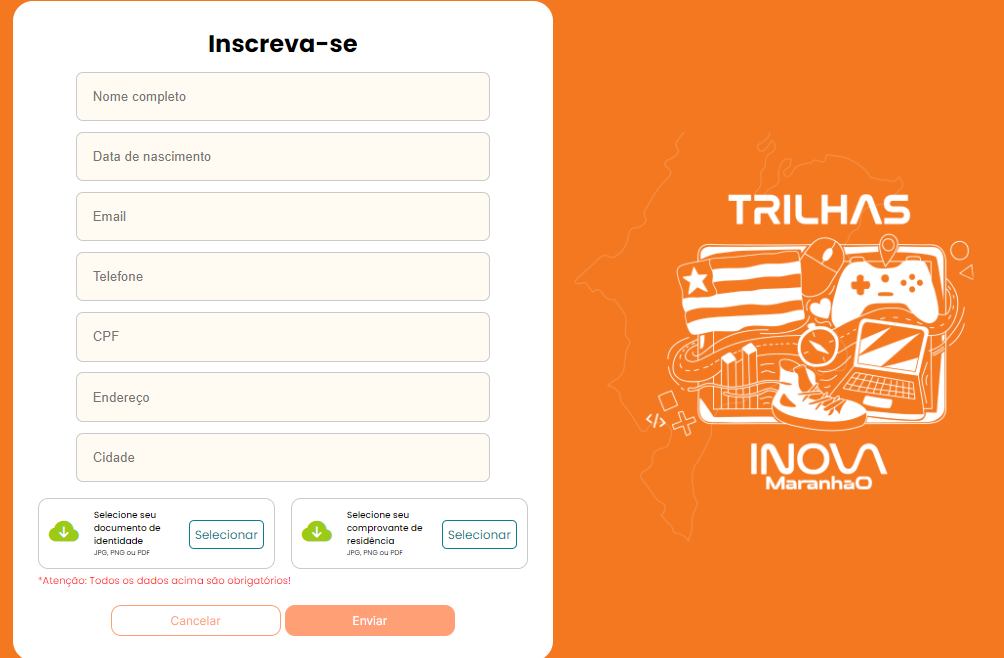 Inscreva-se
Nome completo
Data de nascimento
Email
Telefone
CPF
Endereço
Cidade
Selecione seu
documento de
identidade
JPG, PNG ou PDF
Selecionar
Selecione seu
comprovante de
residência
JPG, PNG ou PDF
Selecionar
*Atenção: Todos os dados acima são obrigatórios!
Cancelar
Enviar
TRILHAS
</>
INOVA
MaranhaO